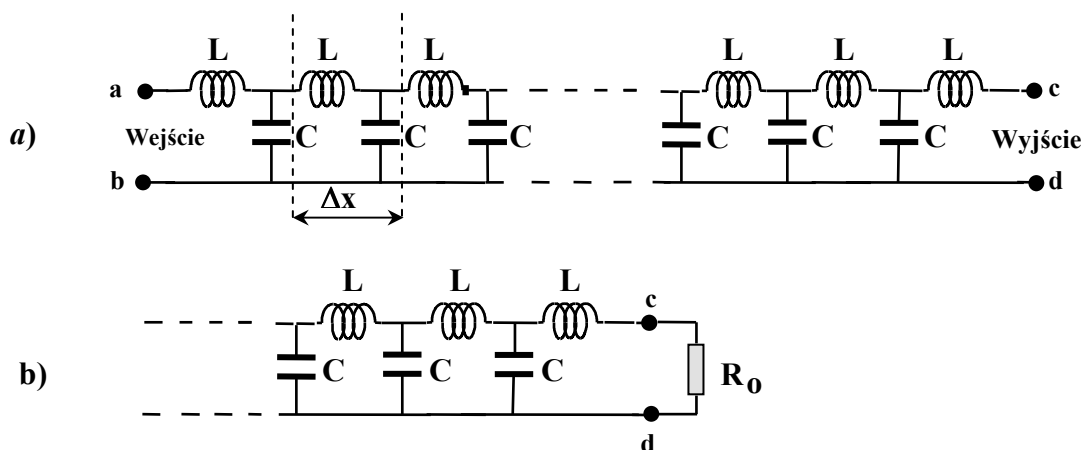 L L L L L L
a c
a) Wejście C C C C C C Wyjście
b d
Δx
L L L
c
b) C C C R₀
d